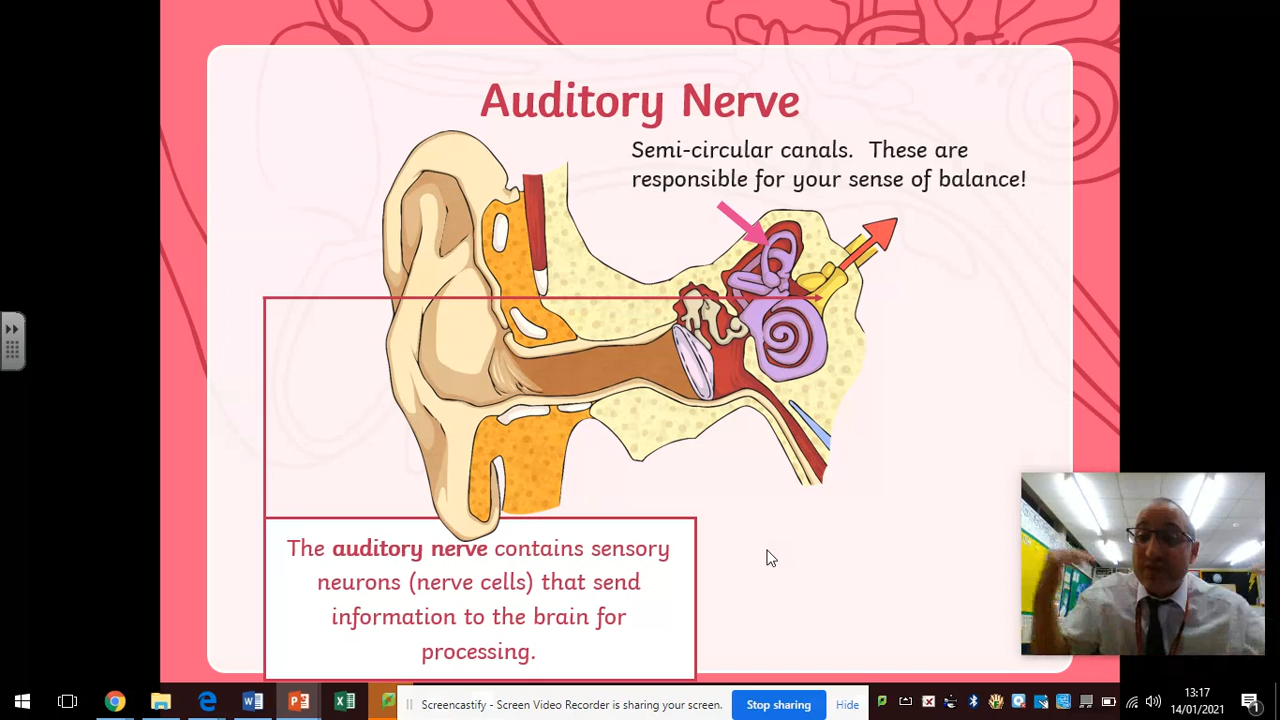 Auditory Nerve
Semi-circular canals. These are
responsible for your sense of balance!
The auditory nerve contains sensory
neurons (nerve cells) that send
information to the brain for
processing.
Screencastify - Screen Video Recorder is sharing your screen.
Stop sharing
Hide
13:17
14/01/2021